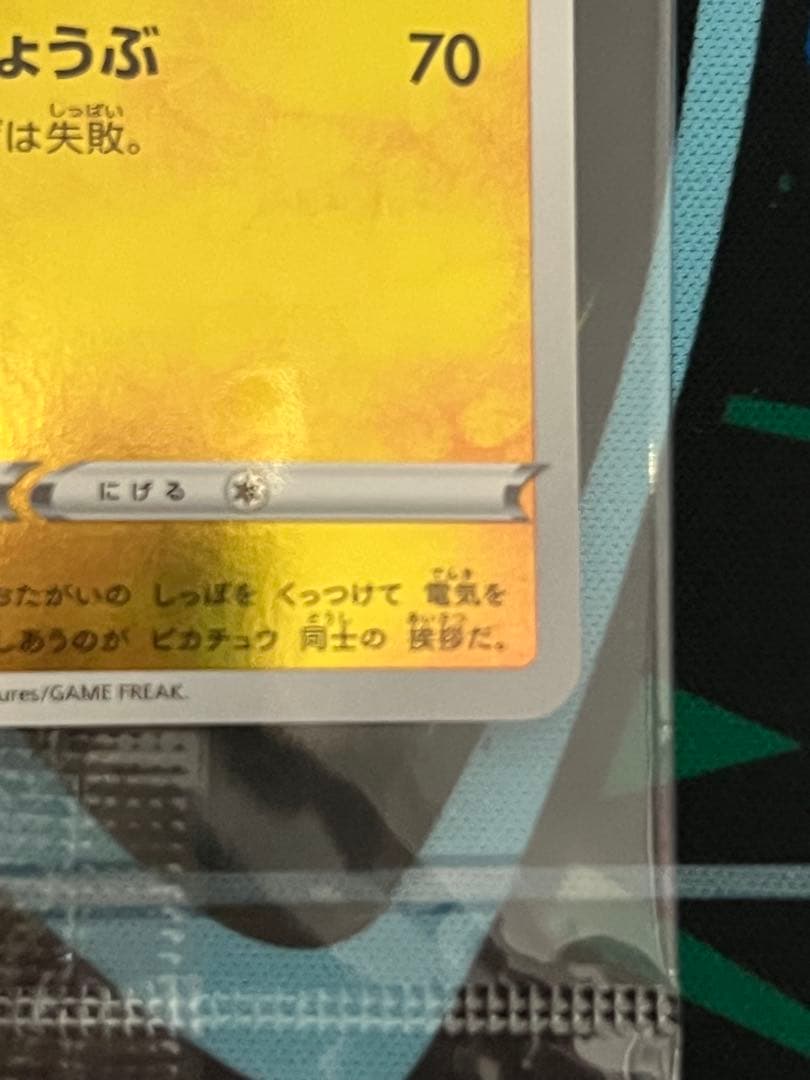 ょうぶ 70
しっぱい
は失敗。
にげる
おたがいの しっぽを くっつけて 電気を
でんき
しあうのが ピカチュウ 同士の 挨拶だ。
どうし あいさつ
ures/GAME FREAK.